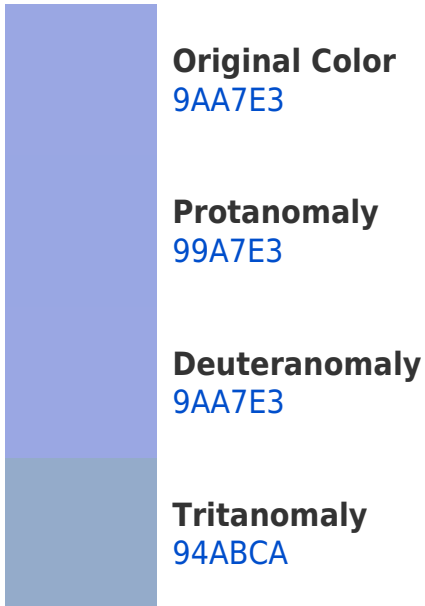 Original Color
9AA7E3
Protanomaly
99A7E3
Deuteranomaly
9AA7E3
Tritanomaly
94ABCA